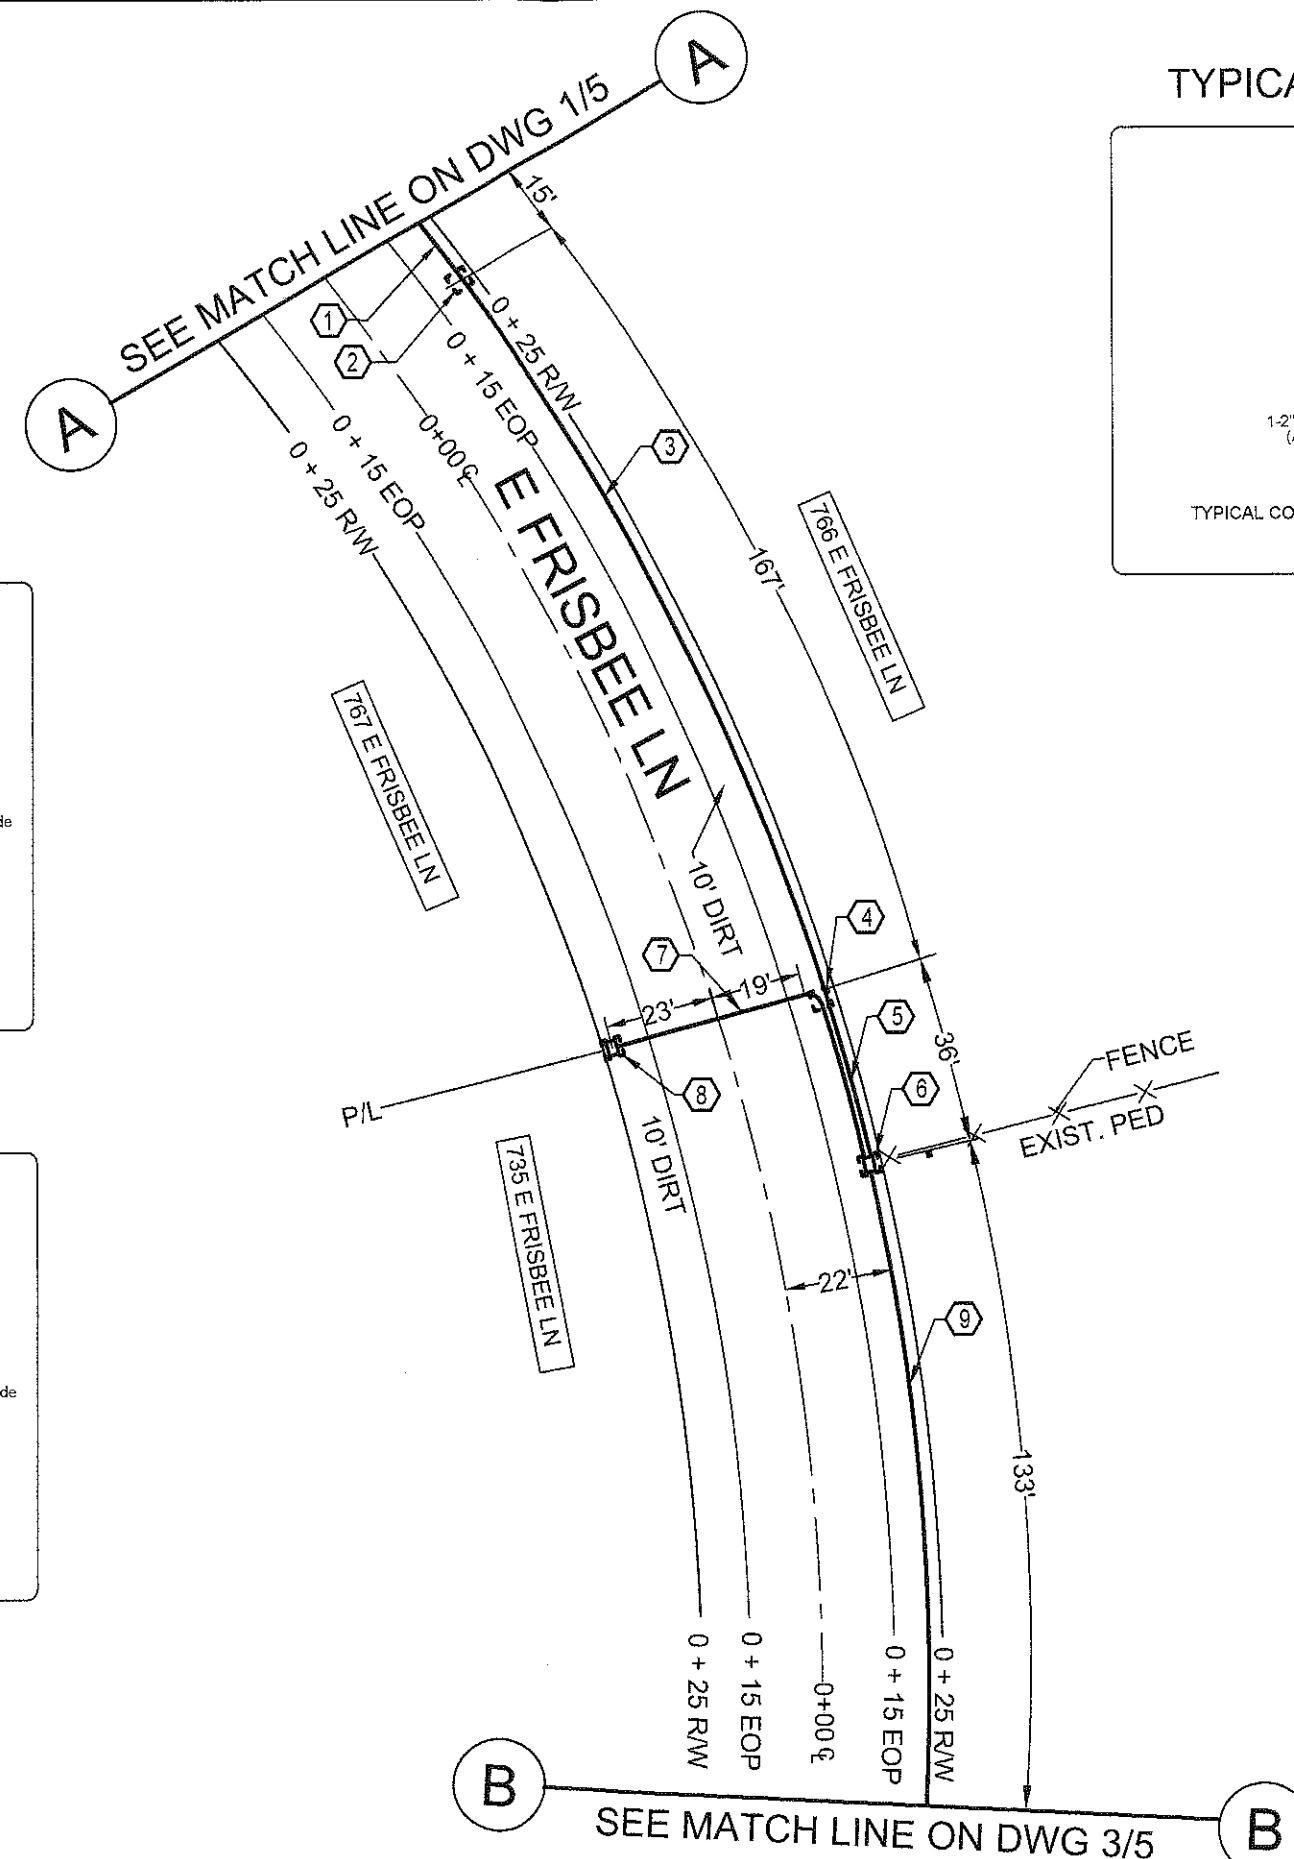 A
TYPICA
SEE MATCH LINE ON DWG 1/5
15'
1
2
A
0 + 25 R/W
0 + 15 EOP
0+00 ℄
0 + 15 EOP
0 + 25 R/W
3
1-2"
(A
TYPICAL CO
E FRISBEE LN
167'
766 E FRISBEE LN
767 E FRISBEE LN
de
10' DIRT
4
7
19'
23'
5
36'
FENCE
8
6
P/L
EXIST. PED
10' DIRT
735 E FRISBEE LN
22'
9
de
133'
0 + 25 R/W
0 + 15 EOP
0+00 ℄
0 + 15 EOP
0 + 25 R/W
B
SEE MATCH LINE ON DWG 3/5
B